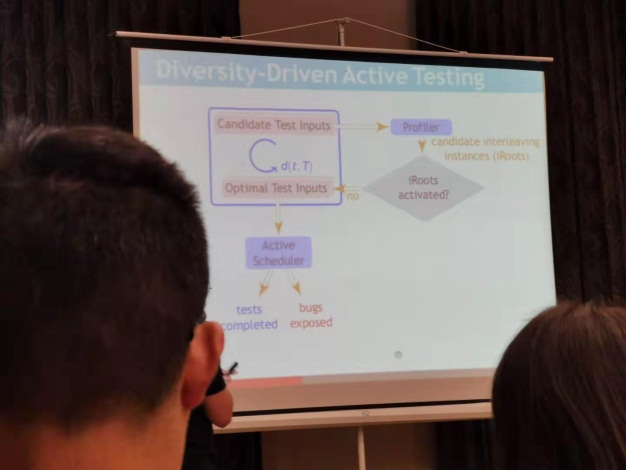 Diversity-Driven Active Testing
Candidate Test Inputs
Profiler
candidate interleaving
instances (iRoots)
d(t, T)
iRoots
activated?
Optimal Test Inputs
no
Active
Scheduler
tests
completed
bugs
exposed